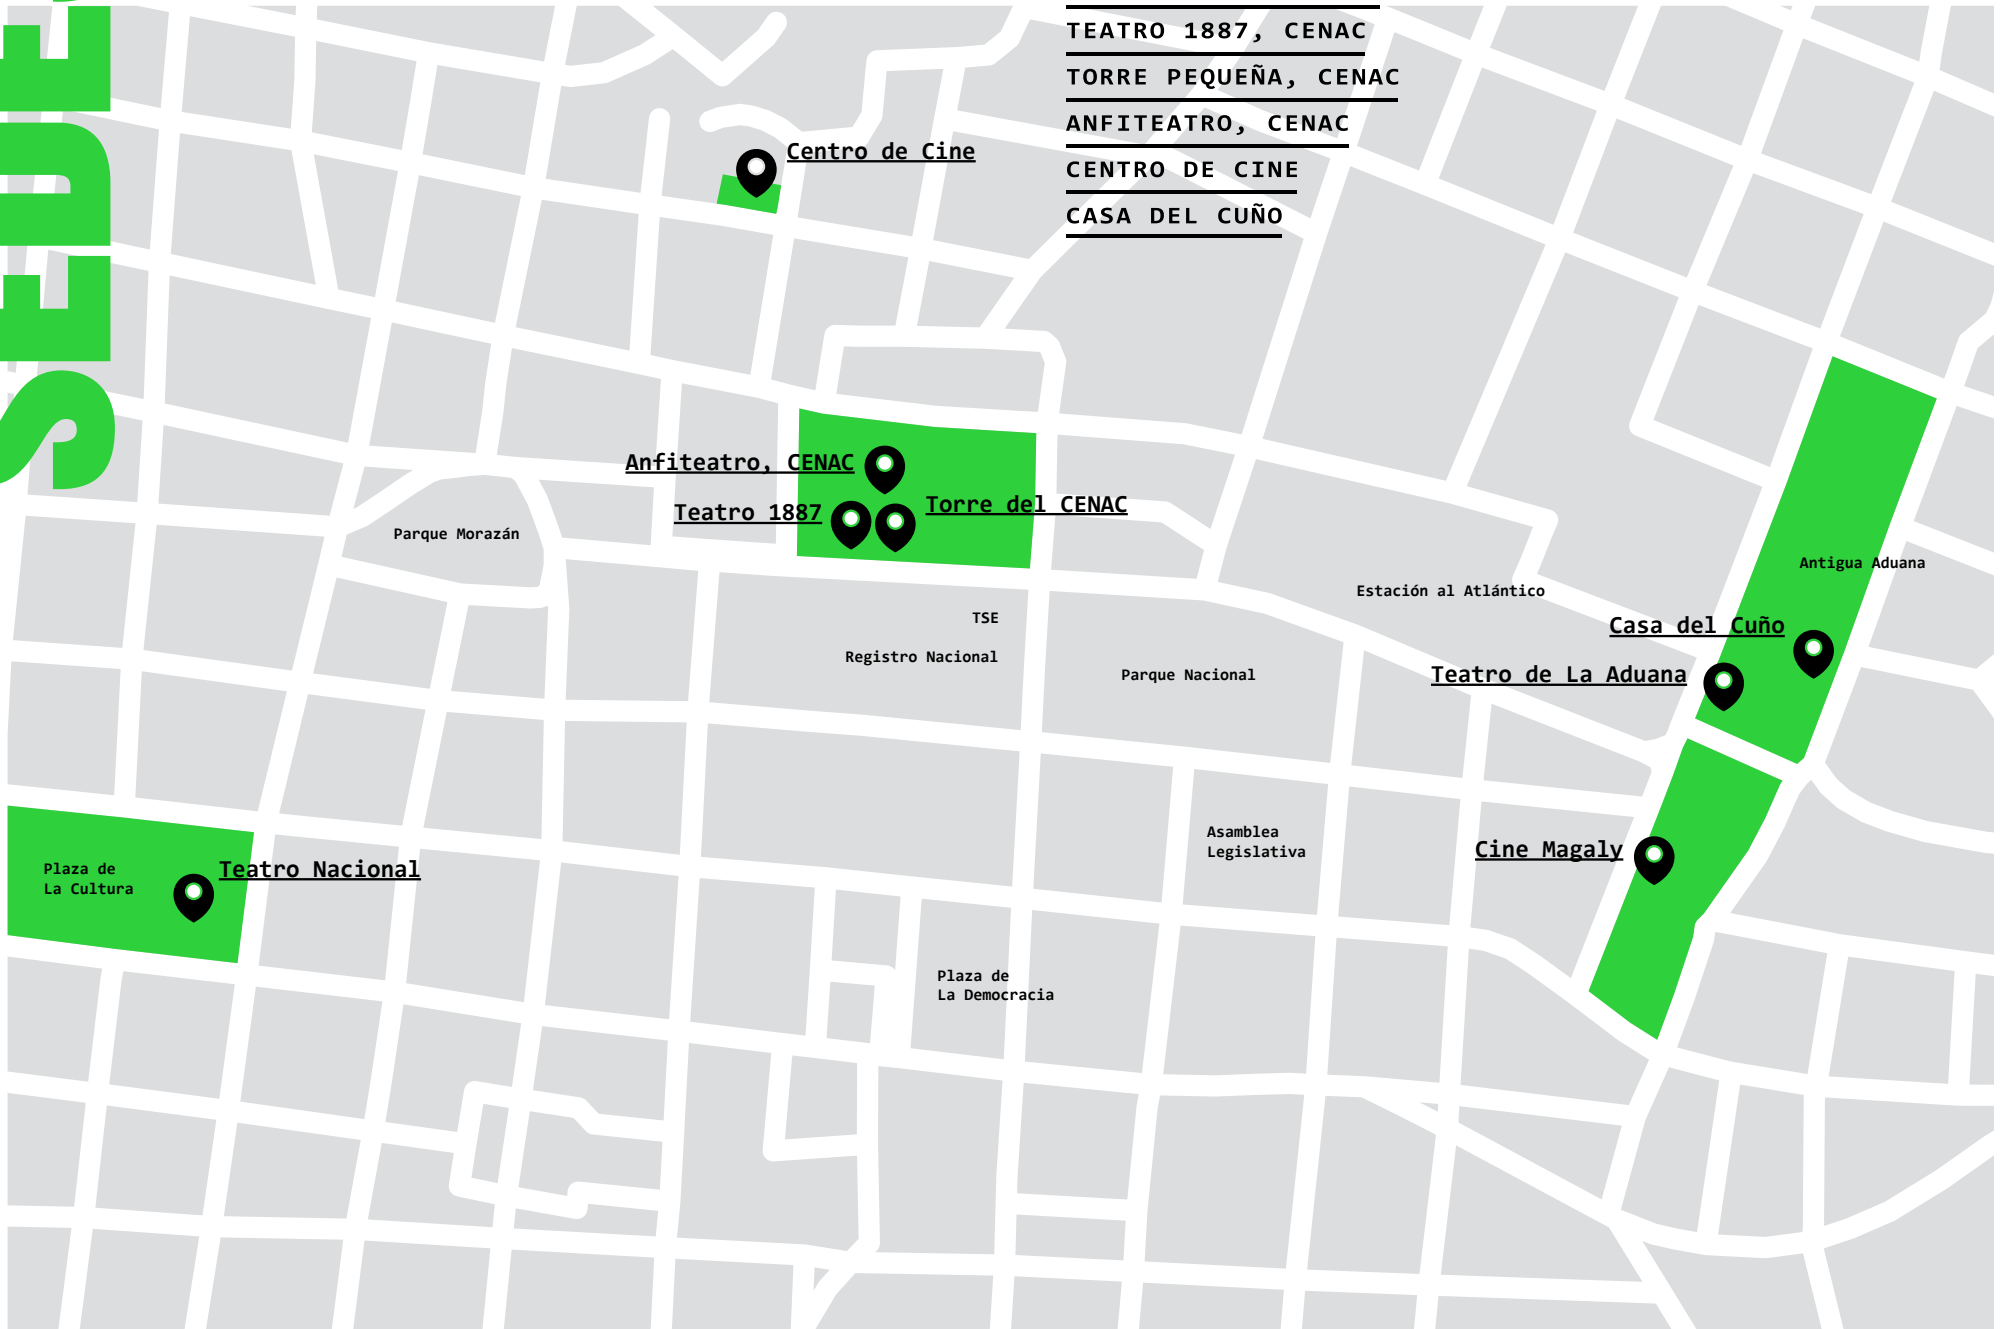 SEDE
TEATRO 1887, CENAC
TORRE PEQUEÑA, CENAC
ANFITEATRO, CENAC
CENTRO DE CINE
CASA DEL CUÑO
Centro de Cine
Anfiteatro, CENAC
Teatro 1887
Torre del CENAC
Parque Morazán
Antigua Aduana
Estación al Atlántico
TSE
Casa del Cuño
Registro Nacional
Parque Nacional
Teatro de La Aduana
Asamblea
Legislativa
Cine Magaly
Plaza de
La Cultura
Teatro Nacional
Plaza de
La Democracia